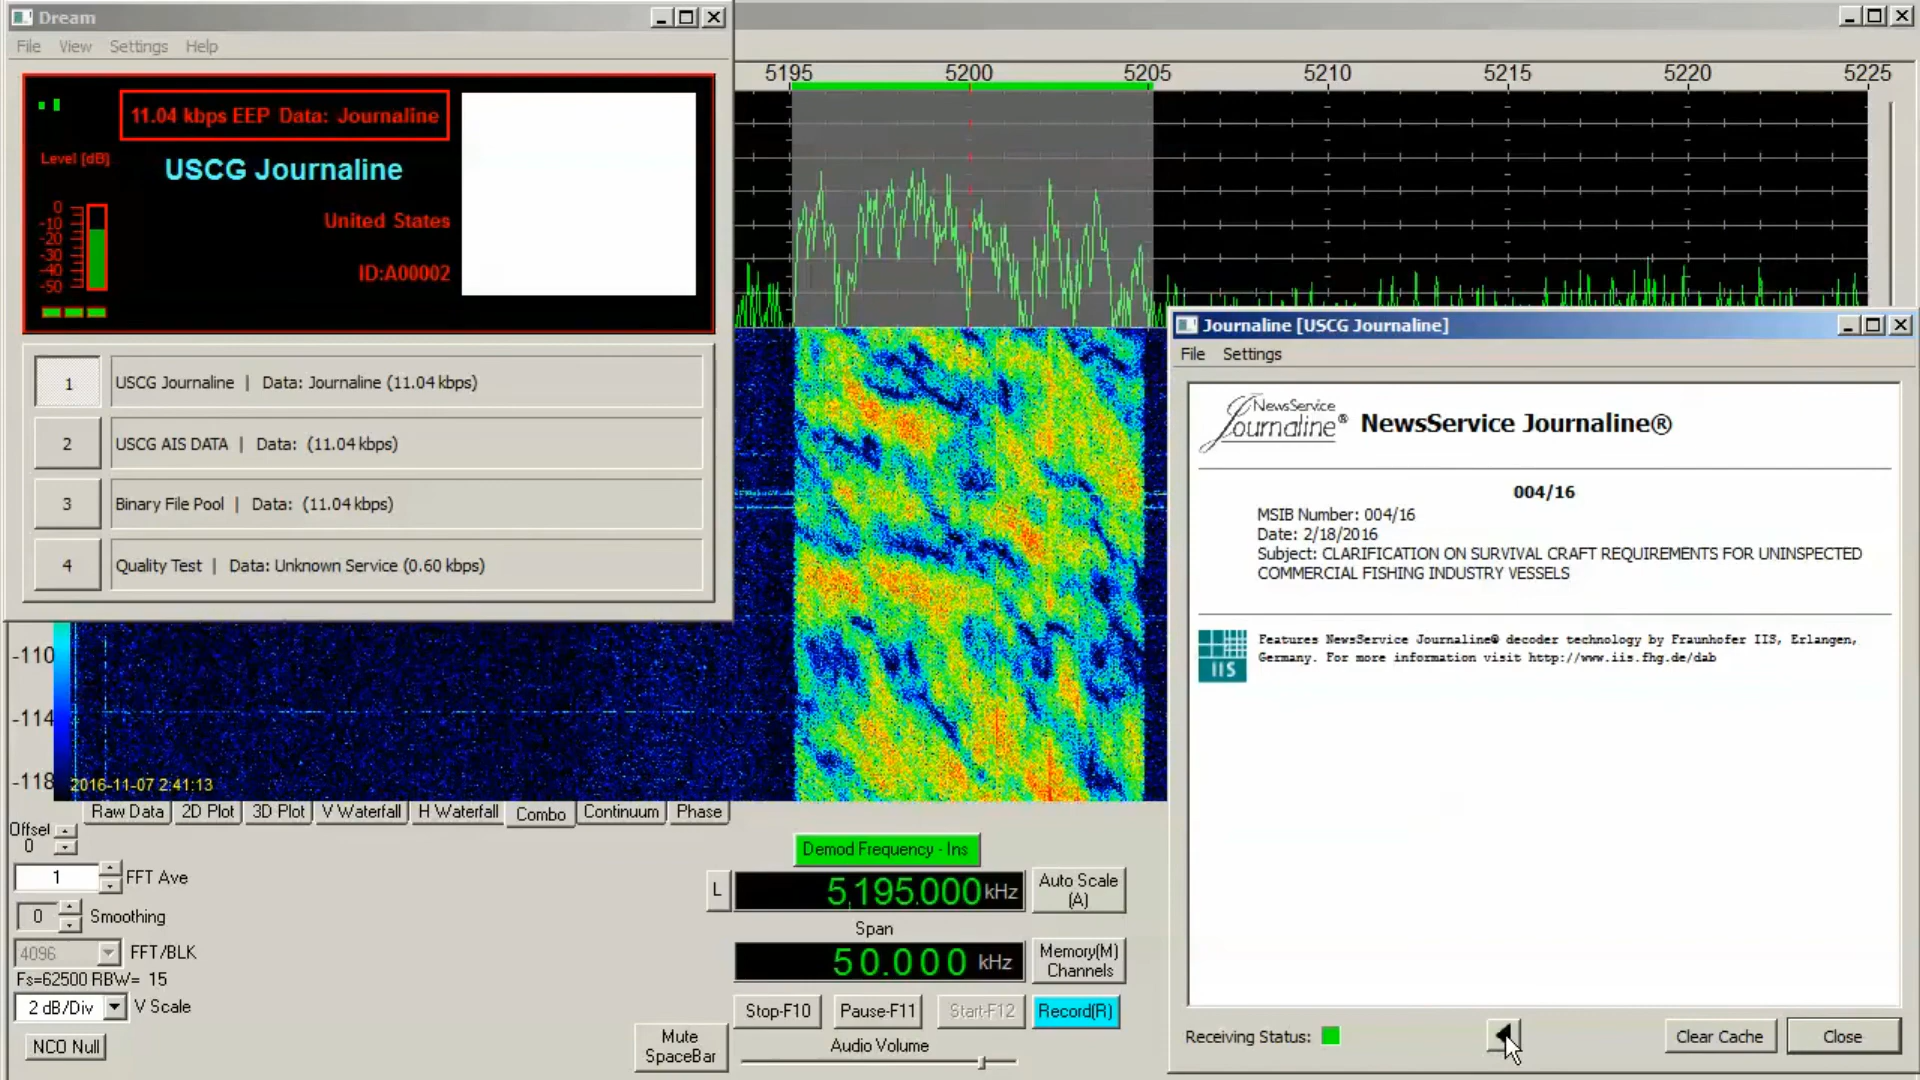 Dream
File View Settings Help
11.04 kbps EEP Data: Journaline
Level [dB]
USCG Journaline
United States
ID:A00002
0
-10
-20
-30
-40
-50
1 USCG Journaline | Data: Journaline (11.04 kbps)
2 USCG AIS DATA | Data: (11.04 kbps)
3 Binary File Pool | Data: (11.04 kbps)
4 Quality Test | Data: Unknown Service (0.60 kbps)
5195 5200 5205 5210 5215 5220 5225
Journaline [USCG Journaline]
File Settings
NewsService
Journaline®
NewsService Journaline®
004/16
MSIB Number: 004/16
Date: 2/18/2016
Subject: CLARIFICATION ON SURVIVAL CRAFT REQUIREMENTS FOR UNINSPECTED
COMMERCIAL FISHING INDUSTRY VESSELS
IIS
Features NewsService Journaline® decoder technology by Fraunhofer IIS, Erlangen,
Germany. For more information visit http://www.iis.fhg.de/dab
Receiving Status:
Clear Cache
Close
-110
-114
-118
2016-11-07 2:41:13
Raw Data 2D Plot 3D Plot V Waterfall H Waterfall Combo Continuum Phase
Offset
0
1 FFT Ave
0 Smoothing
4096 FFT/BLK
Fs=62500 RBW= 15
2 dB/Div V Scale
NCO Null
Demod Frequency - Ins
L 5,195.000 kHz
Auto Scale
(A)
Span
50.000 kHz
Memory(M)
Channels
Stop-F10 Pause-F11 Start-F12 Record(R)
Mute
SpaceBar
Audio Volume